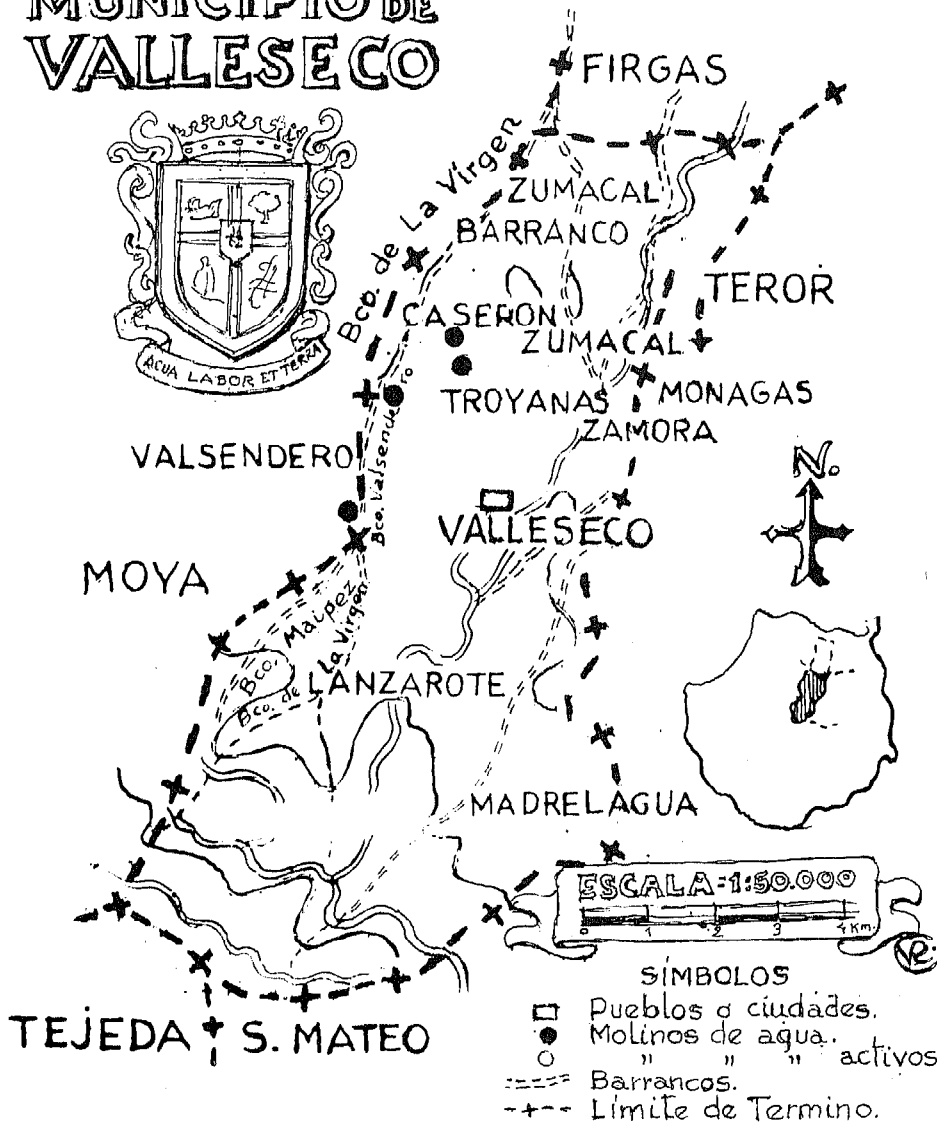 MUNICIPIO DE
VALLESECO
FIRGAS
Bco. de La Virgen
ZUMACAL
BARRANCO
TEROR
CASERON
ZUMACAL
ACUA LABOR ET TERRA
TROYANAS
MONAGAS
ZAMORA
VALSENDERO
Bco. Valsendero
N.
VALLESECO
MOYA
Bco. Maipez
Bco. de La Virgen
LANZAROTE
MADRELAGUA
ESCALA=1:50.000
0 1 2 3 4 Km.
TEJEDA
S. MATEO
SÍMBOLOS
Pueblos o ciudades.
Molinos de agua.
" " " activos
Barrancos.
Límite de Termino.